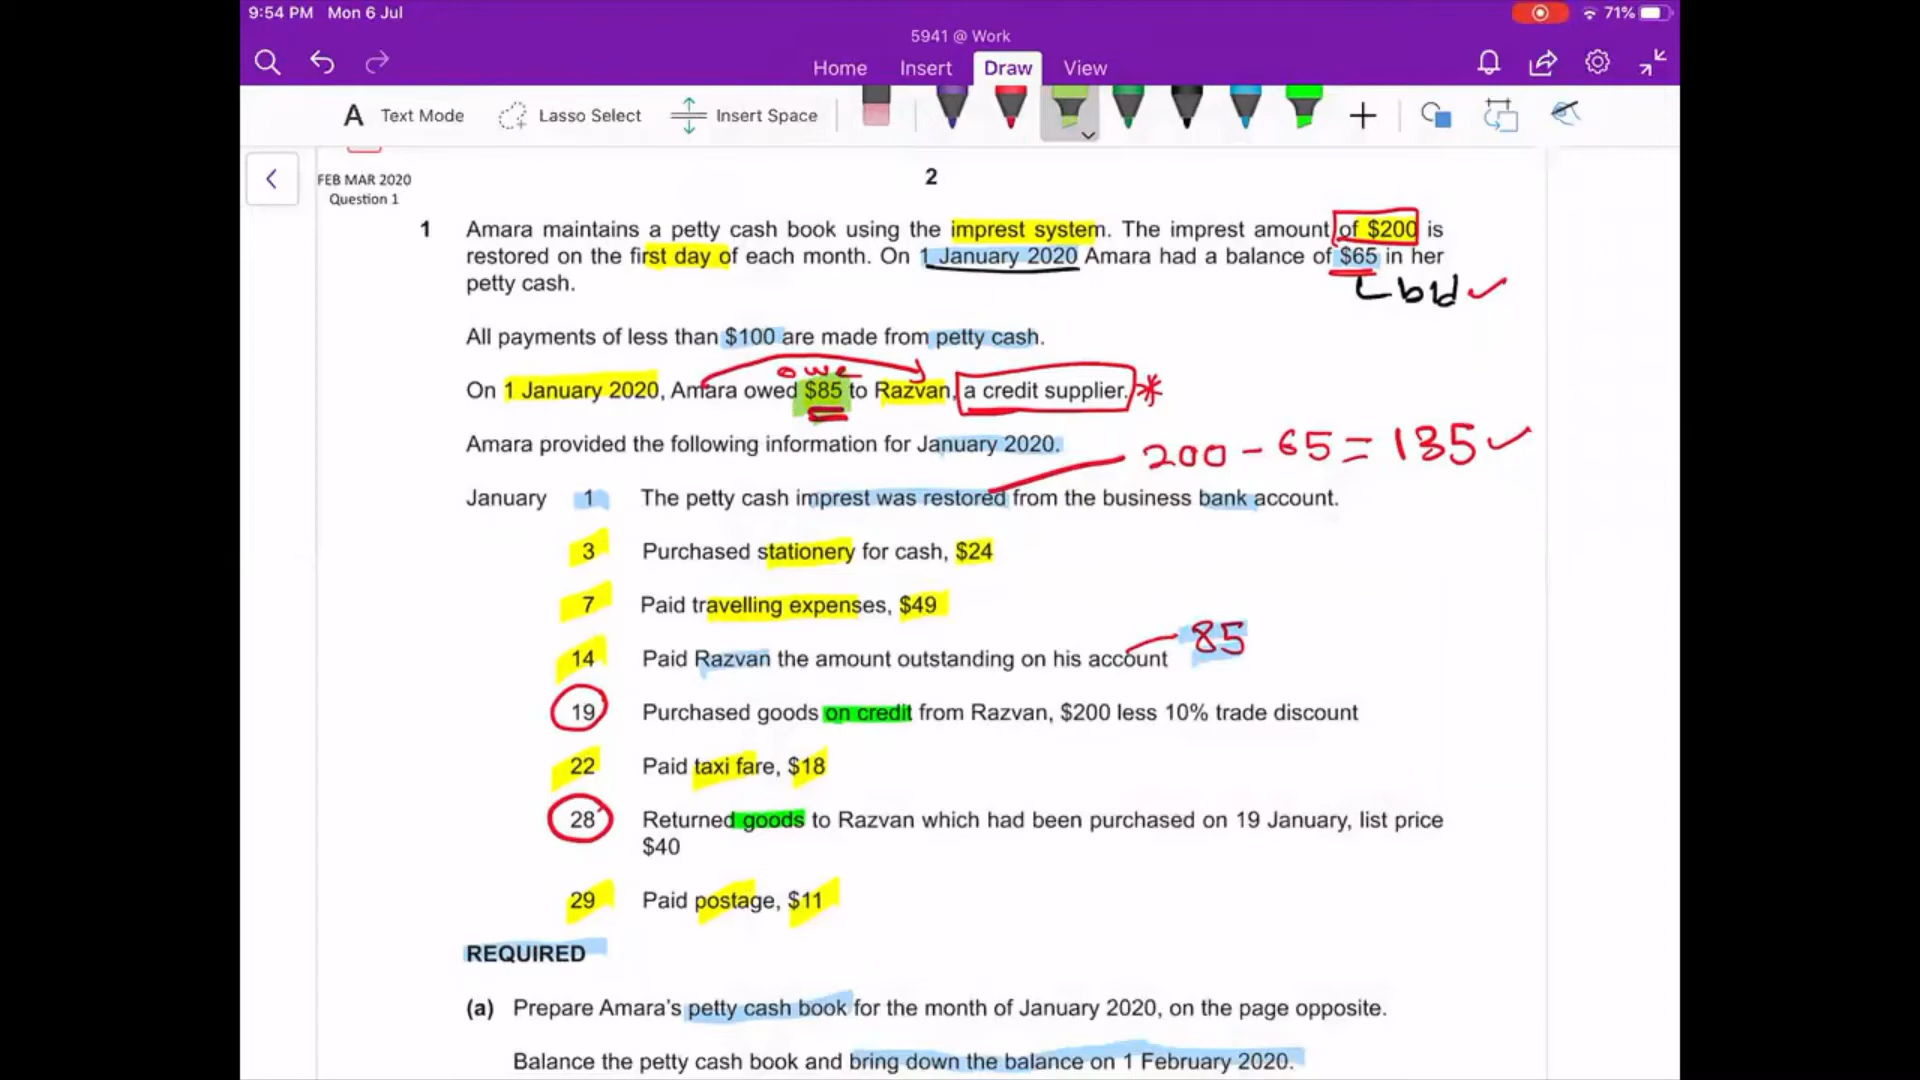 9:54 PM Mon 6 Jul
71%
5941 @ Work
Home Insert Draw View
A Text Mode Lasso Select Insert Space
FEB MAR 2020
Question 1
2
1 Amara maintains a petty cash book using the imprest system. The imprest amount of $200 is
restored on the first day of each month. On 1 January 2020 Amara had a balance of $65 in her
petty cash.
bd ✓
All payments of less than $100 are made from petty cash.
owe
On 1 January 2020, Amara owed $85 to Razvan, a credit supplier. *
Amara provided the following information for January 2020.
200 - 65 = 135 ✓
January 1 The petty cash imprest was restored from the business bank account.
3 Purchased stationery for cash, $24
7 Paid travelling expenses, $49
85
14 Paid Razvan the amount outstanding on his account
19 Purchased goods on credit from Razvan, $200 less 10% trade discount
22 Paid taxi fare, $18
28 Returned goods to Razvan which had been purchased on 19 January, list price
$40
29 Paid postage, $11
REQUIRED
(a) Prepare Amara's petty cash book for the month of January 2020, on the page opposite.
Balance the petty cash book and bring down the balance on 1 February 2020.